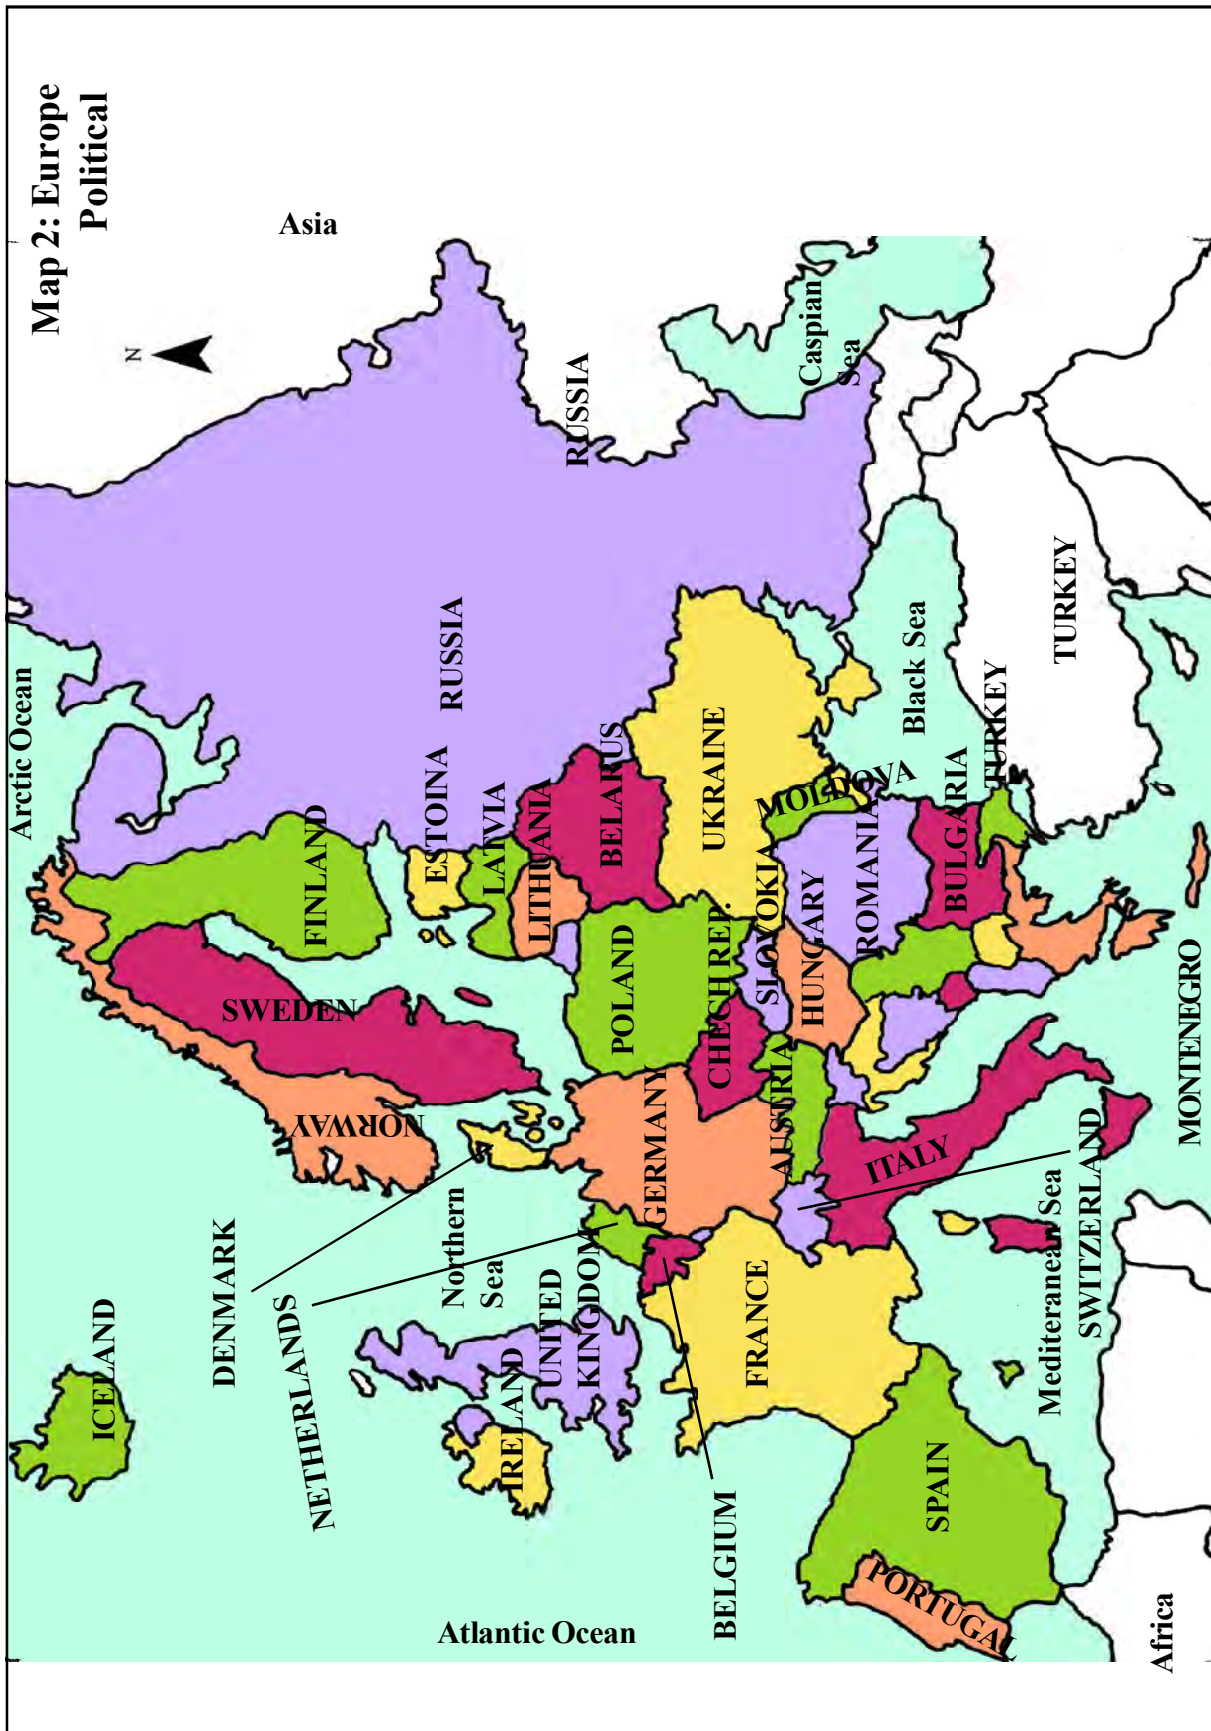 Map 2: Europe
Political
N
Asia
Arctic Ocean
RUSSIA
RUSSIA
Caspian
Sea
ICELAND
NORWAY
SWEDEN
FINLAND
ESTOINA
LATVIA
LITHUANIA
BELARUS
DENMARK
NETHERLANDS
Northern
Sea
UNITED
KINGDOM
IRELAND
GERMANY
POLAND
CHECH REP.
SLOVOKIA
UKRAINE
MOLDOVA
BELGIUM
FRANCE
AUSTRIA
HUNGARY
ROMANIA
BULGARIA
Black Sea
TURKEY
TURKEY
ITALY
SPAIN
PORTUGAL
Atlantic Ocean
Mediteranean Sea
SWITZERLAND
MONTENEGRO
Africa